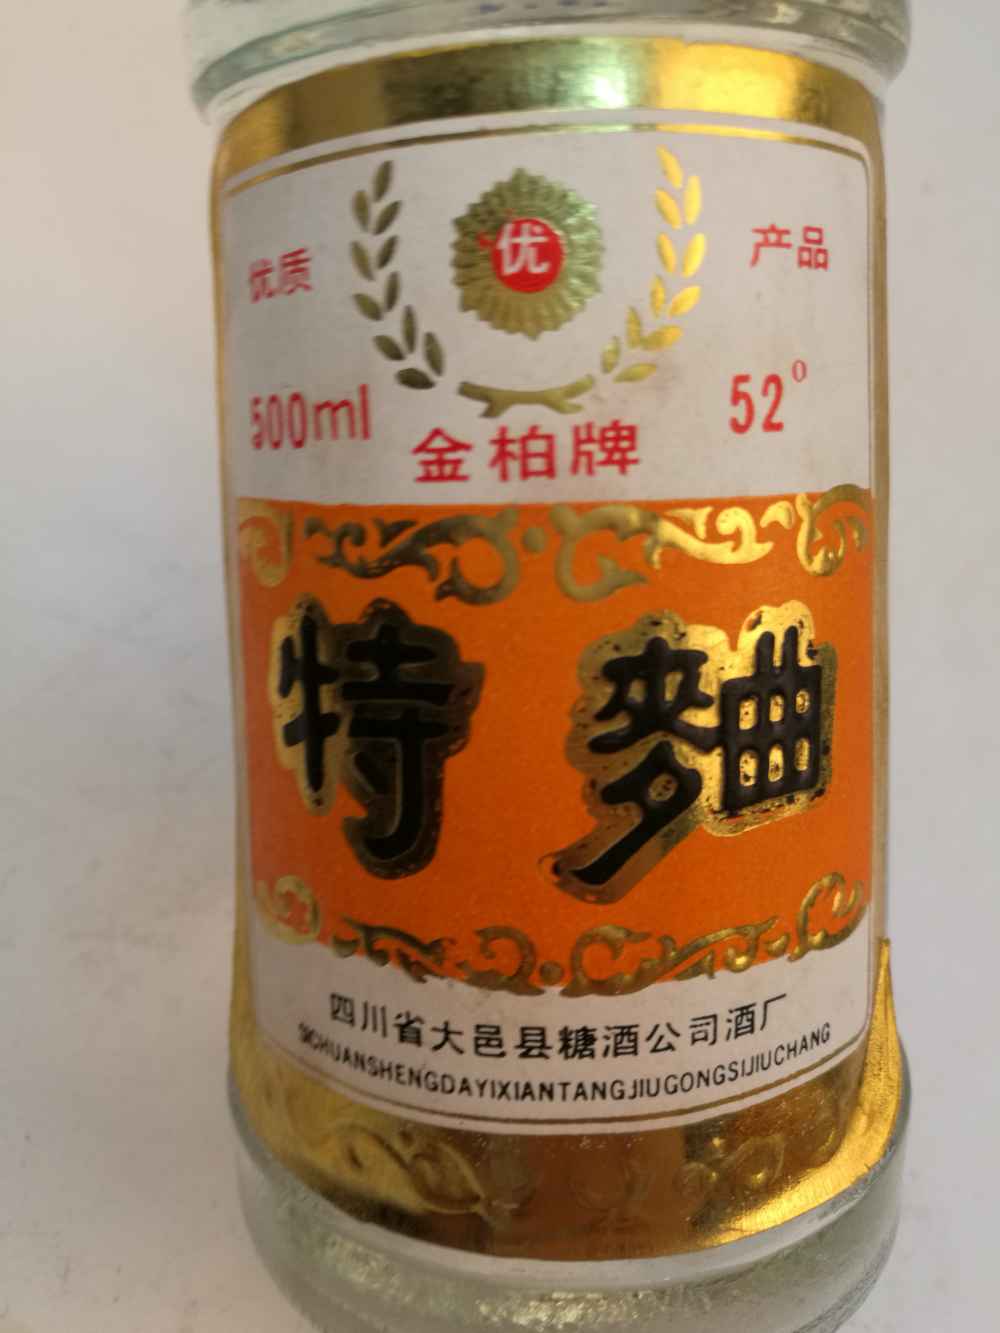 优
优质 产品
500ml 52°
金柏牌
特麯
四川省大邑县糖酒公司酒厂
SICHUANSHENGDAYIXIANTANGJIUGONGSIJIUCHANG